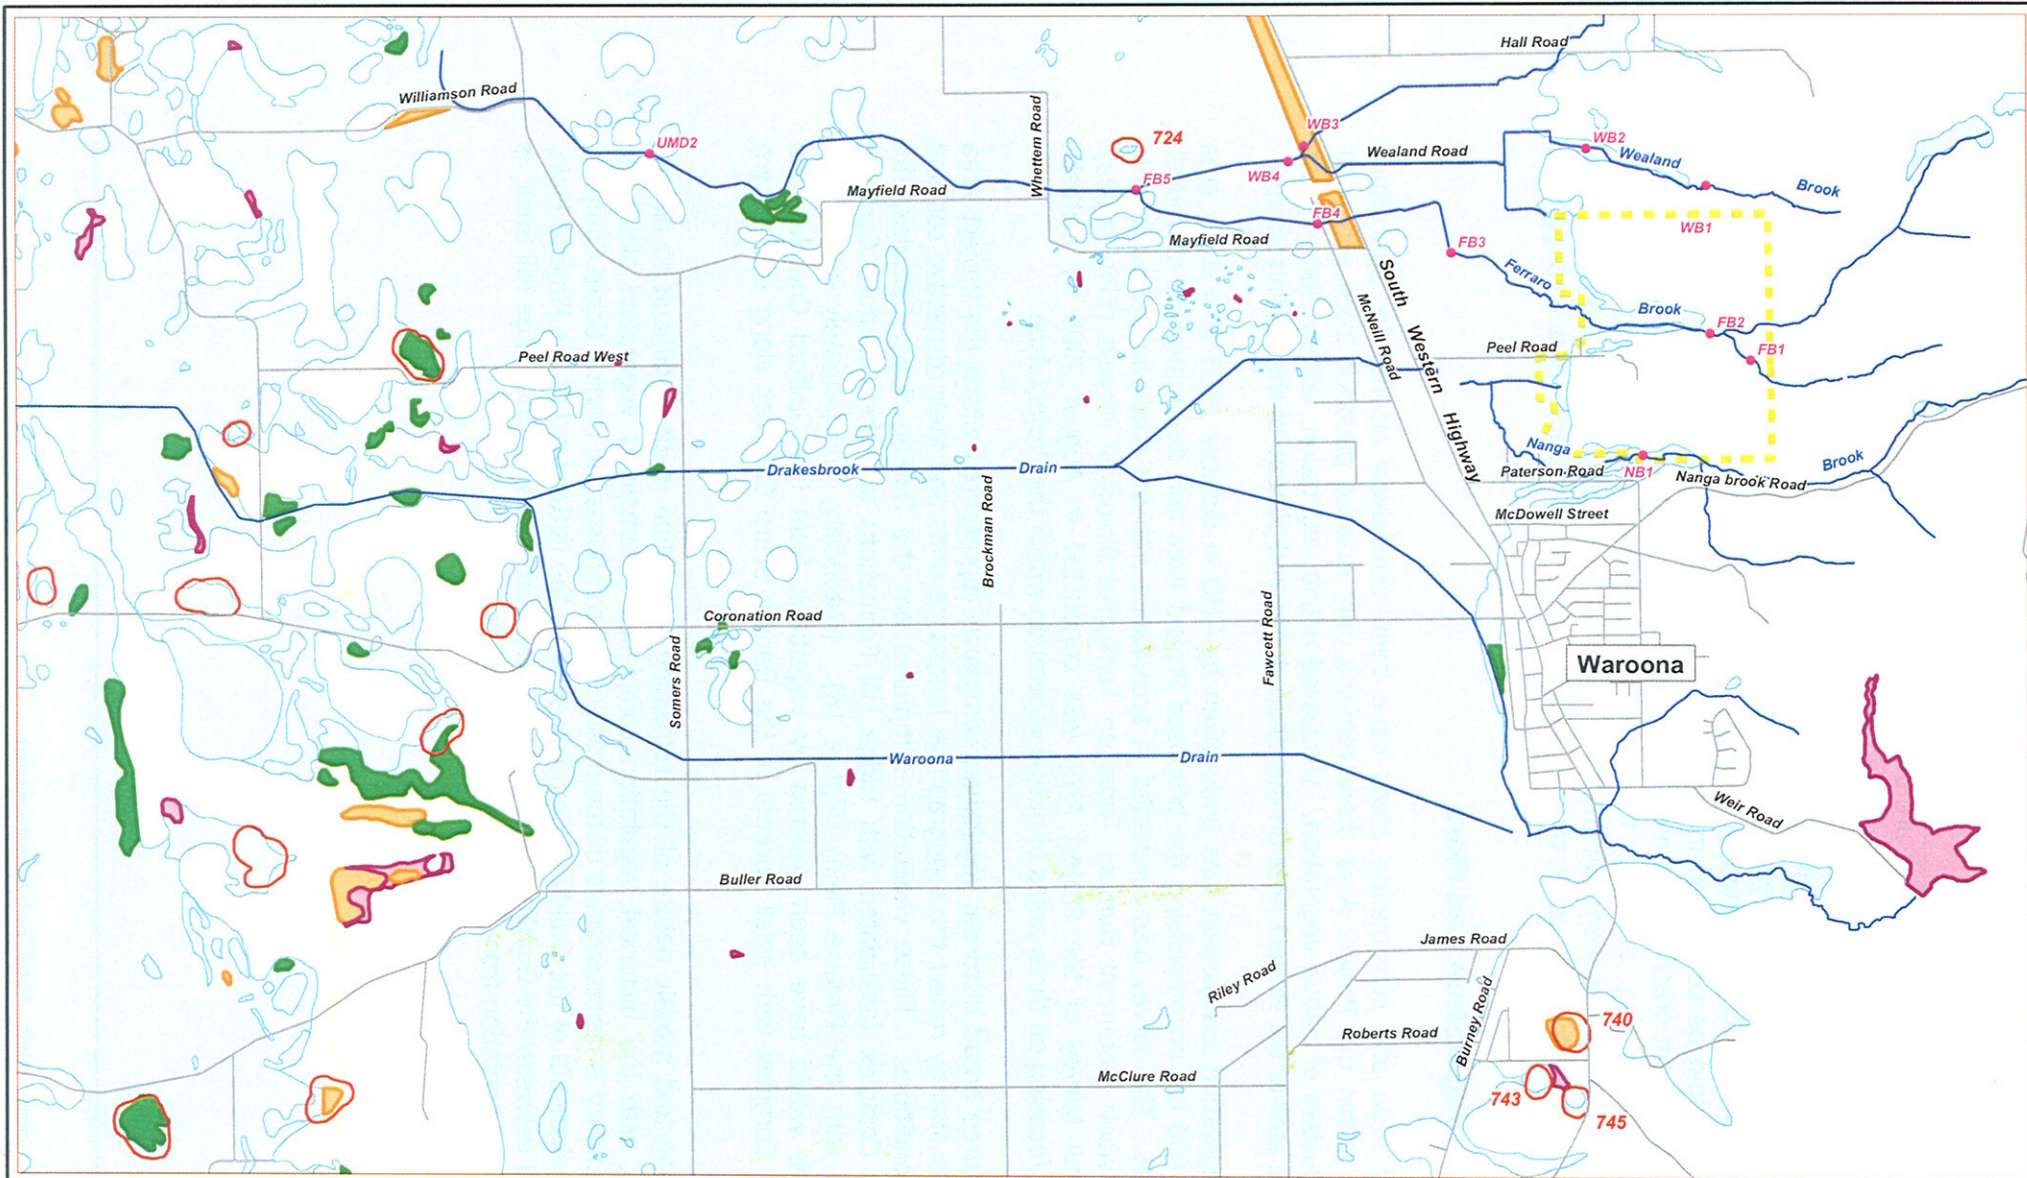 Hall Road
Williamson Road
WB3
724
UMD2
WB2
Wealand Road
Wealand
WB4
Whettem Road
FB5
Brook
Mayfield Road
FB4
WB1
Mayfield Road
FB3
Ferraro
South Western Highway
McNeill Road
Brook
FB2
Peel Road
FB1
Peel Road West
Nanga
Brook
Drakesbrook
Drain
Paterson Road
NB1
Nanga brook Road
McDowell Street
Brockman Road
Coronation Road
Fawcett Road
Somers Road
Waroona
Waroona
Drain
Weir Road
Buller Road
James Road
Riley Road
Burney Road
740
Roberts Road
McClure Road
743
745